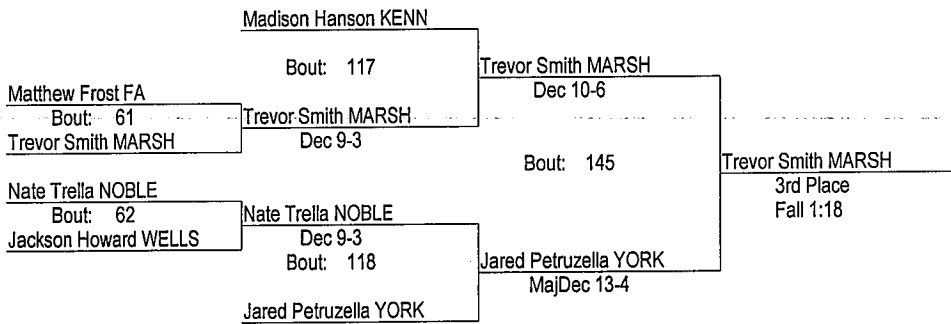 Madison Hanson KENN
Bout: 117
Trevor Smith MARSH
Dec 10-6
Matthew Frost FA
Bout: 61
Trevor Smith MARSH
Trevor Smith MARSH
Dec 9-3
Bout: 145
Trevor Smith MARSH
3rd Place
Fall 1:18
Nate Trella NOBLE
Bout: 62
Jackson Howard WELLS
Nate Trella NOBLE
Dec 9-3
Bout: 118
Jared Petruzella YORK
MajDec 13-4
Jared Petruzella YORK